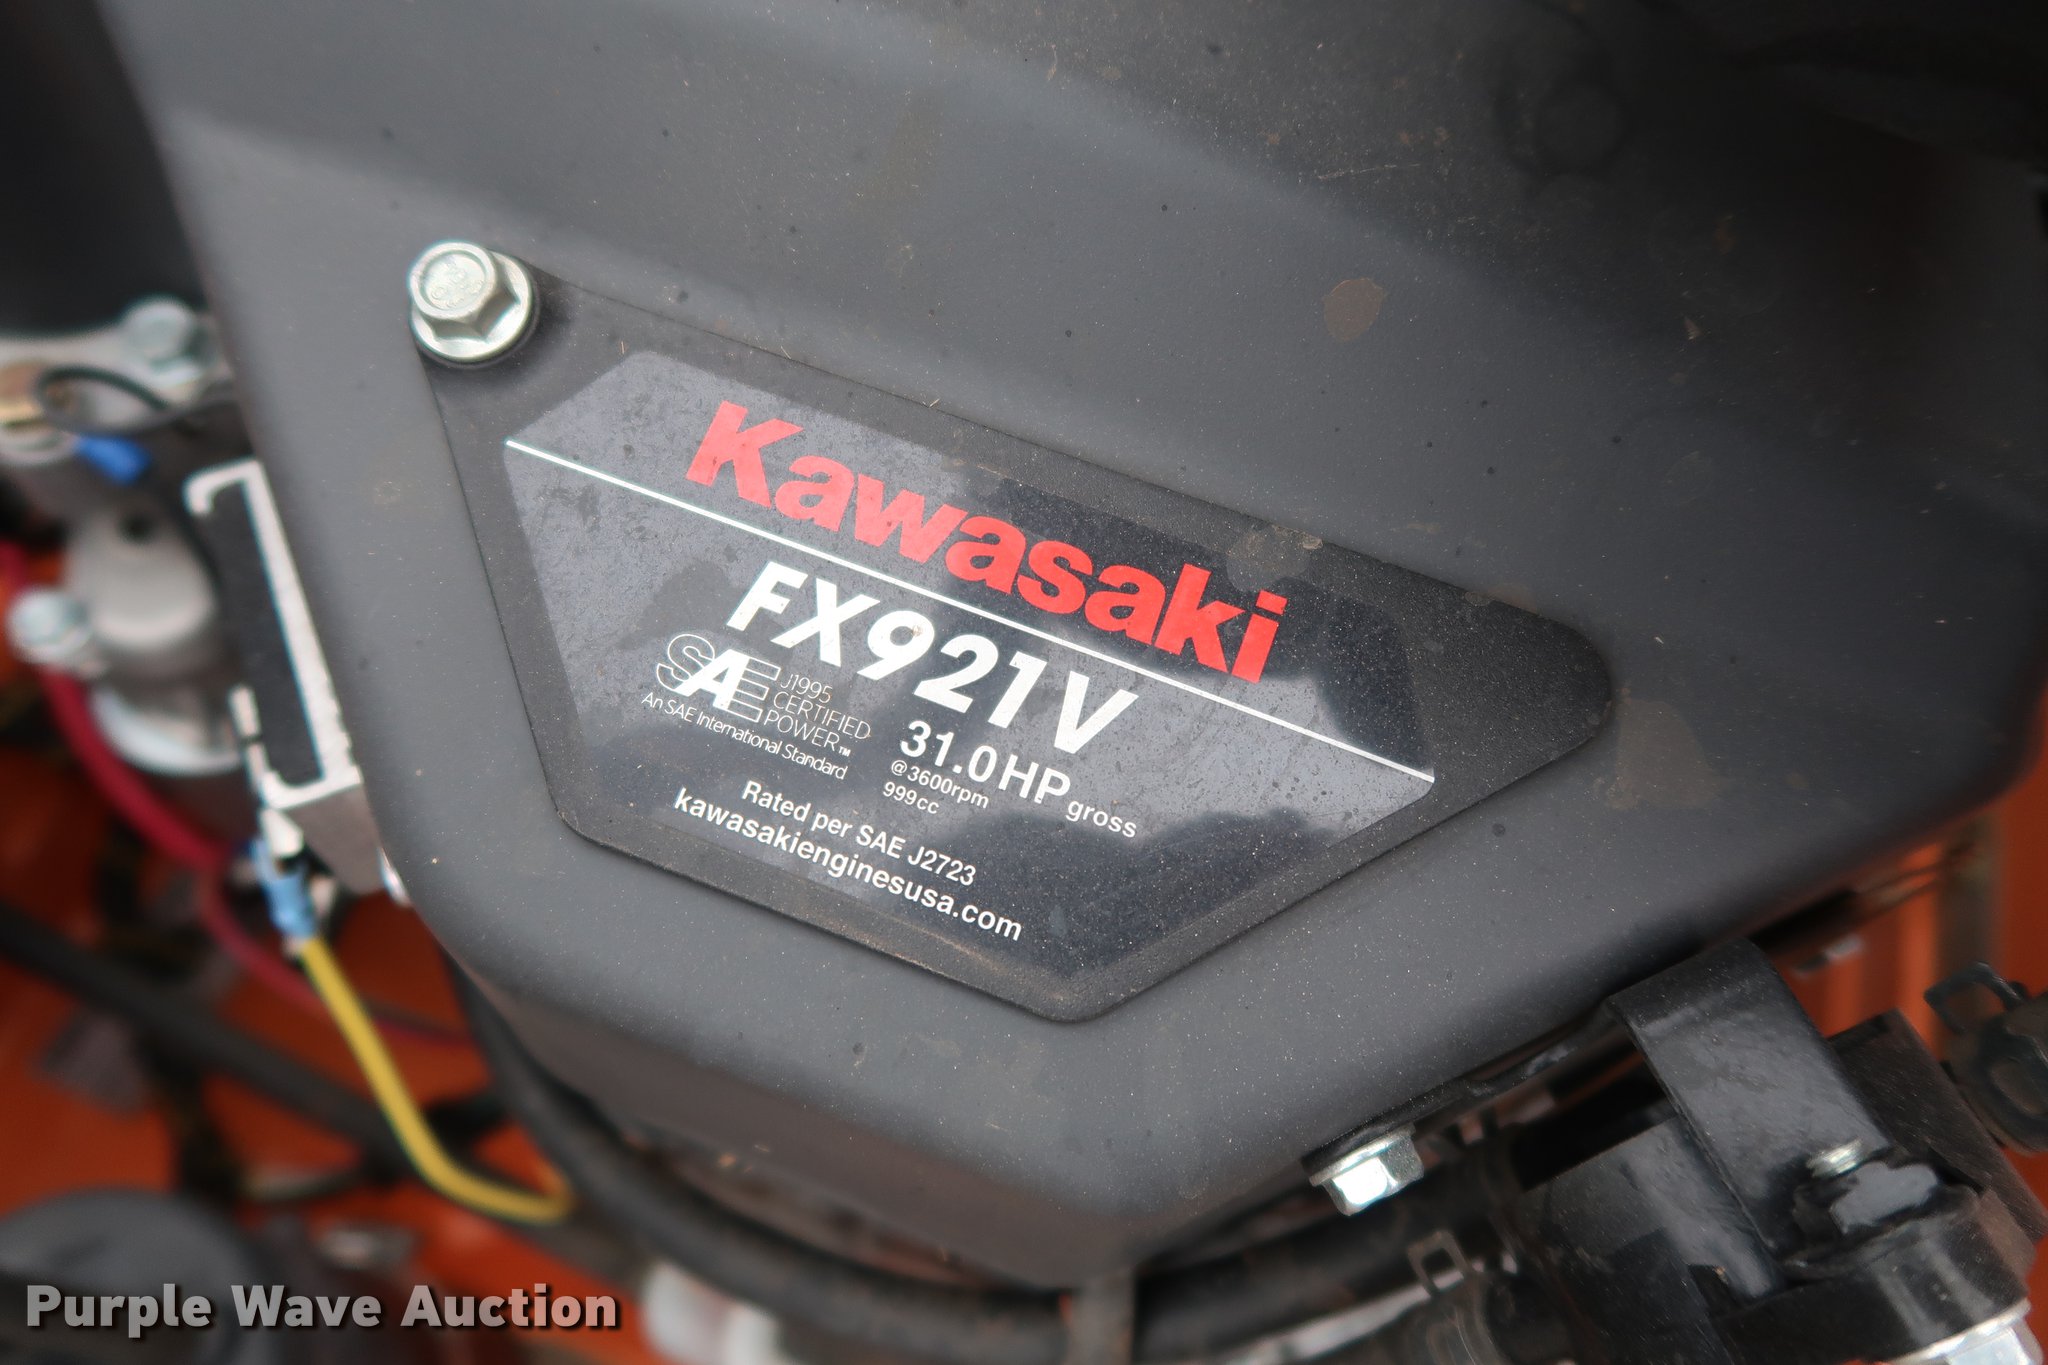 Kawasaki
FX921V
SAE J1995
CERTIFIED
POWER™
An SAE International Standard
31.0HP gross
@3600rpm
999cc
Rated per SAE J2723
kawasakienginesusa.com
Purple Wave Auction